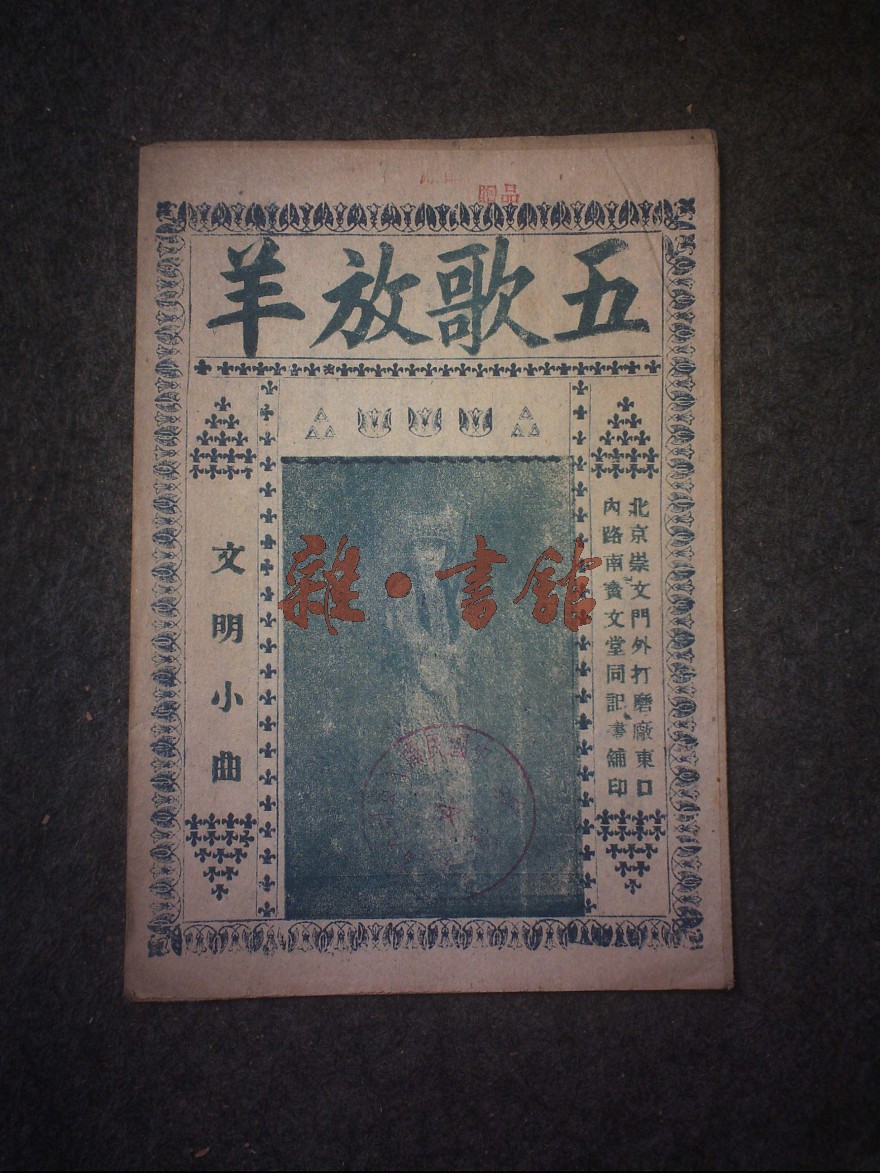 贈品
五歌放羊
北京崇文門外打磨廠東口
內路南寶文堂同記書舖印
文明小曲
雜·書館